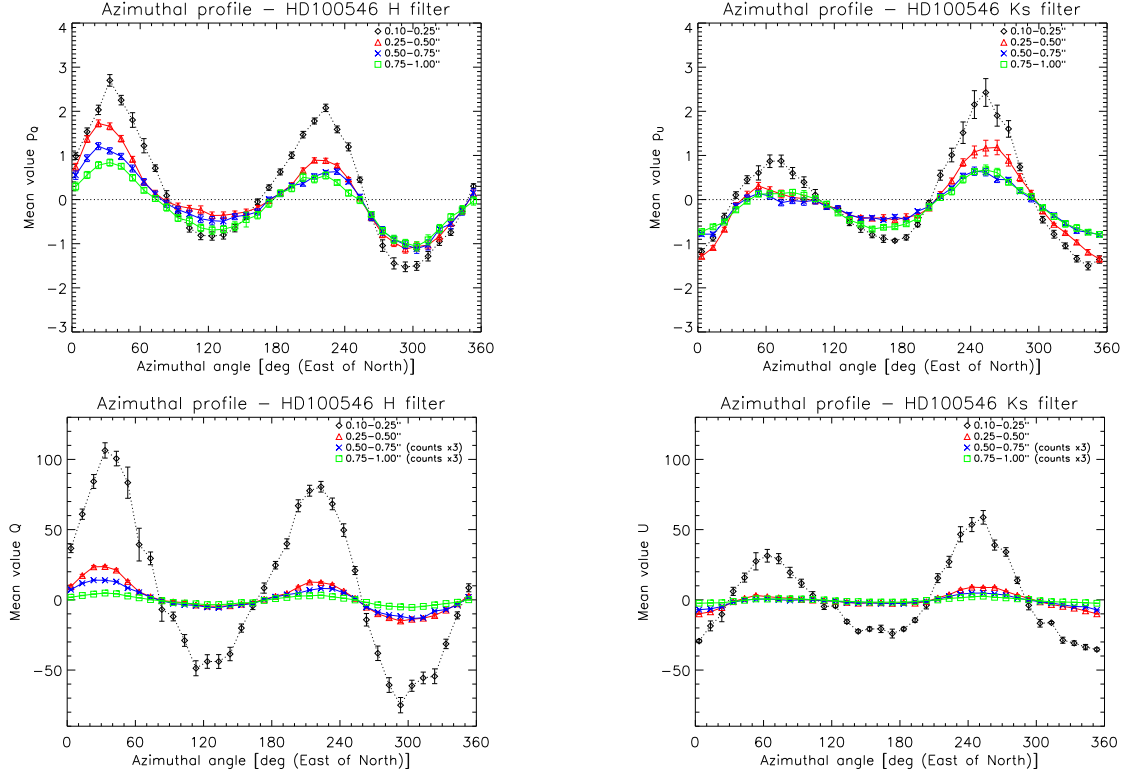 Azimuthal profile – HD100546 H filter
4
3
2
1
0
−1
−2
−3
Mean value pQ
0.10−0.25"
0.25−0.50"
0.50−0.75"
0.75−1.00"
0 60 120 180 240 300 360
Azimuthal angle [deg (East of North)]
Azimuthal profile – HD100546 Ks filter
4
3
2
1
0
−1
−2
−3
Mean value pU
0.10−0.25"
0.25−0.50"
0.50−0.75"
0.75−1.00"
0 60 120 180 240 300 360
Azimuthal angle [deg (East of North)]
Azimuthal profile – HD100546 H filter
100
50
0
−50
Mean value Q
0.10−0.25"
0.25−0.50"
0.50−0.75" (counts x3)
0.75−1.00" (counts x3)
0 60 120 180 240 300 360
Azimuthal angle [deg (East of North)]
Azimuthal profile – HD100546 Ks filter
100
50
0
−50
Mean value U
0.10−0.25"
0.25−0.50"
0.50−0.75" (counts x3)
0.75−1.00" (counts x3)
0 60 120 180 240 300 360
Azimuthal angle [deg (East of North)]